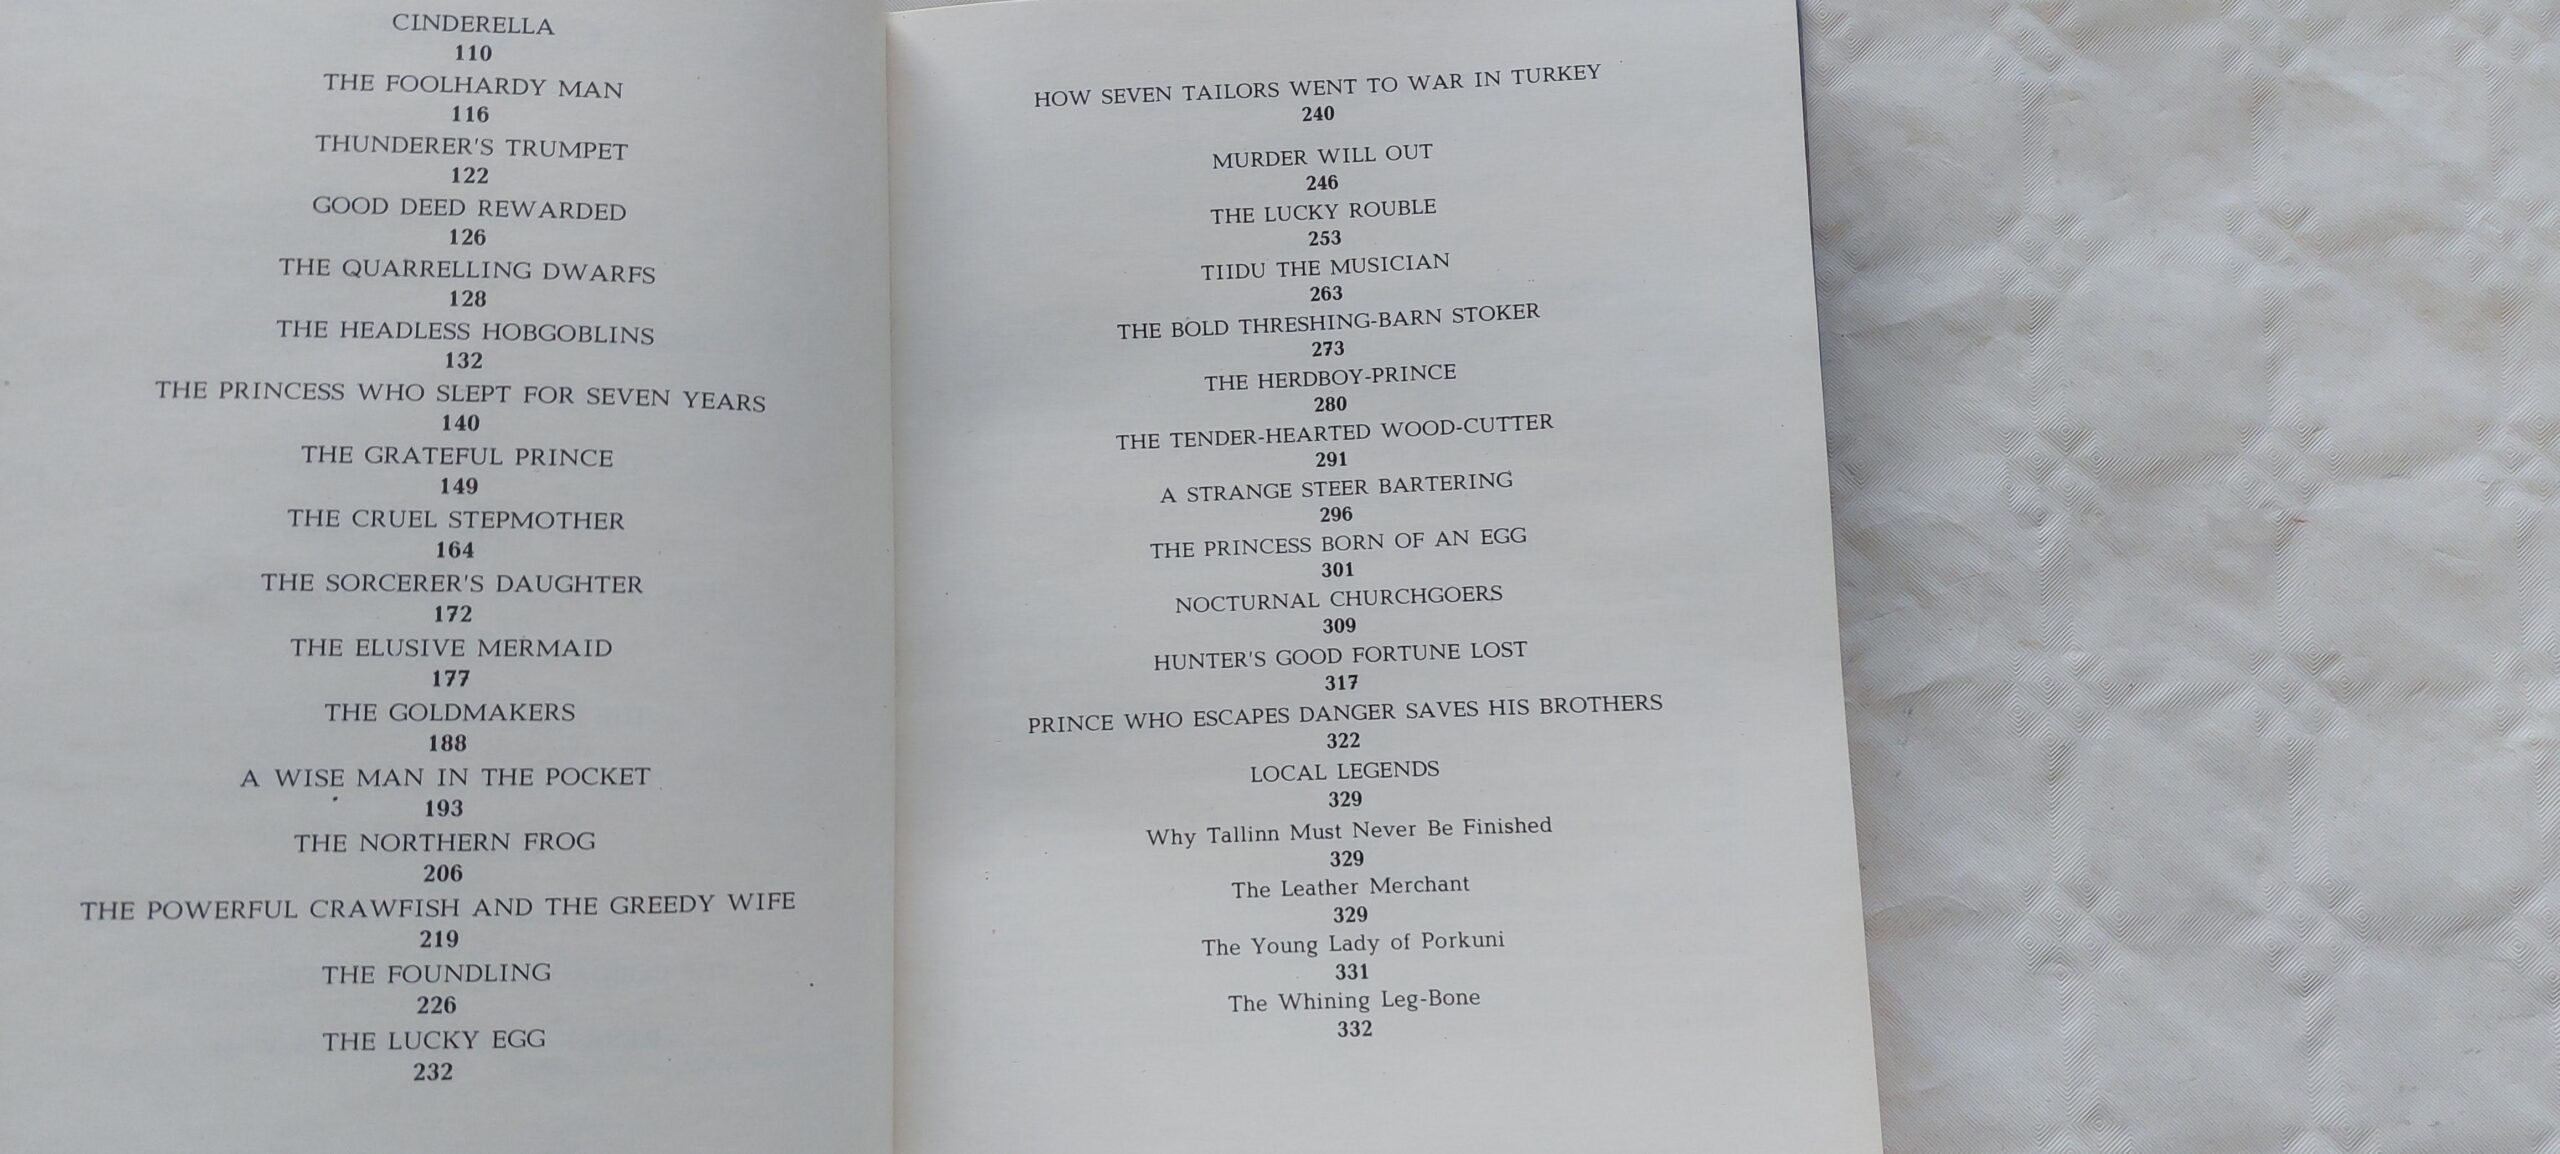 CINDERELLA
110
THE FOOLHARDY MAN
116
THUNDERER'S TRUMPET
122
GOOD DEED REWARDED
126
THE QUARRELLING DWARFS
128
THE HEADLESS HOBGOBLINS
132
THE PRINCESS WHO SLEPT FOR SEVEN YEARS
140
THE GRATEFUL PRINCE
149
THE CRUEL STEPMOTHER
164
THE SORCERER'S DAUGHTER
172
THE ELUSIVE MERMAID
177
THE GOLDMAKERS
188
A WISE MAN IN THE POCKET
193
THE NORTHERN FROG
206
THE POWERFUL CRAWFISH AND THE GREEDY WIFE
219
THE FOUNDLING
226
THE LUCKY EGG
232
HOW SEVEN TAILORS WENT TO WAR IN TURKEY
240
MURDER WILL OUT
246
THE LUCKY ROUBLE
253
TIIDU THE MUSICIAN
263
THE BOLD THRESHING-BARN STOKER
273
THE HERDBOY-PRINCE
280
THE TENDER-HEARTED WOOD-CUTTER
291
A STRANGE STEER BARTERING
296
THE PRINCESS BORN OF AN EGG
301
NOCTURNAL CHURCHGOERS
309
HUNTER'S GOOD FORTUNE LOST
317
PRINCE WHO ESCAPES DANGER SAVES HIS BROTHERS
322
LOCAL LEGENDS
329
Why Tallinn Must Never Be Finished
329
The Leather Merchant
329
The Young Lady of Porkuni
331
The Whining Leg-Bone
332